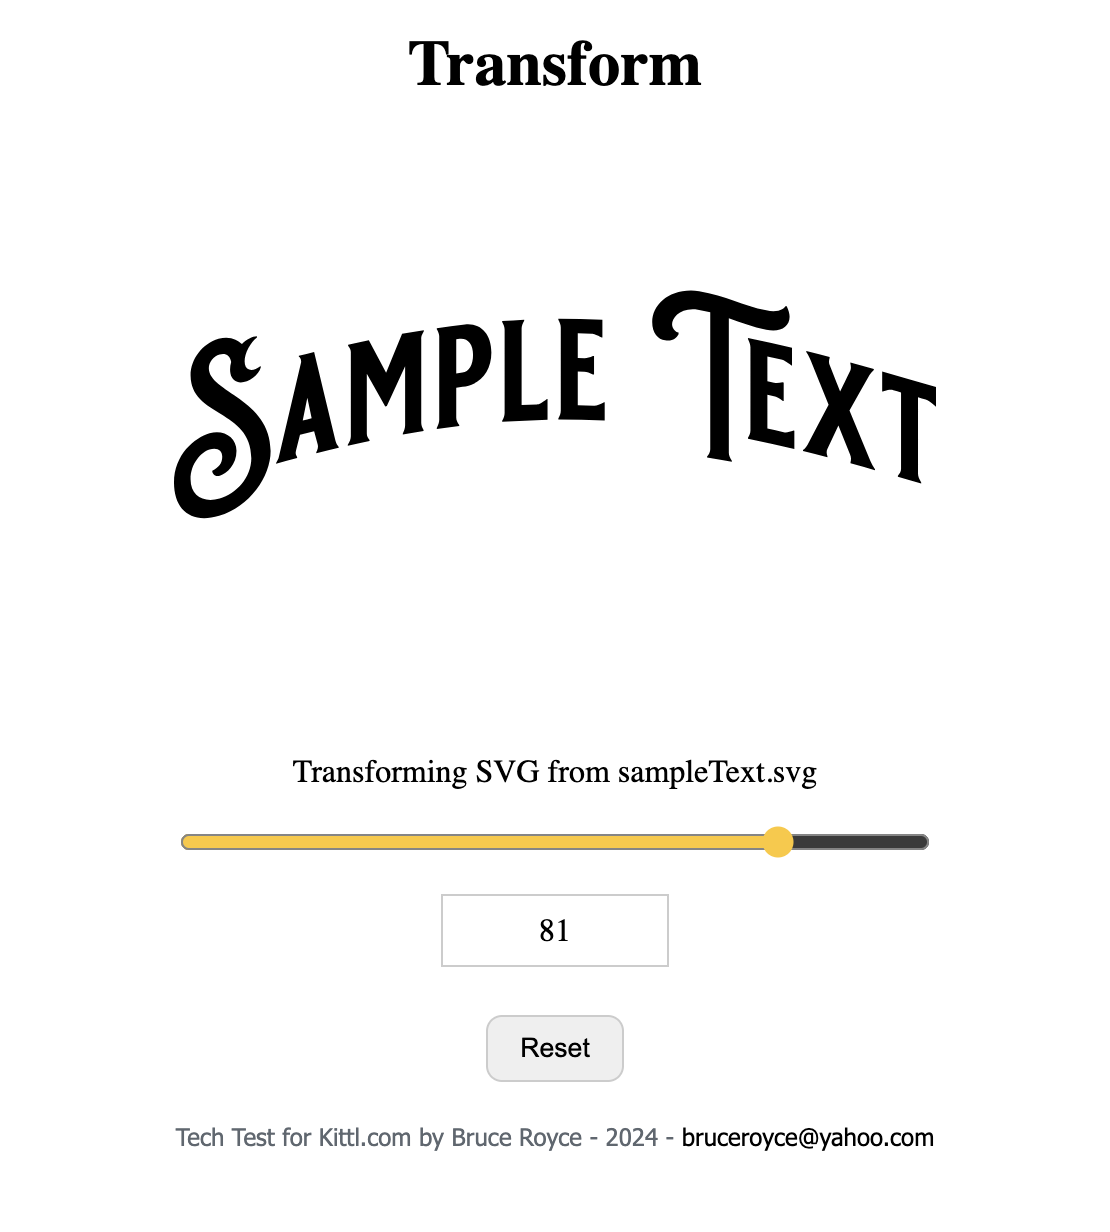 Transform
Sample Text
Transforming SVG from sampleText.svg
81
Reset
Tech Test for Kittl.com by Bruce Royce - 2024 - bruceroyce@yahoo.com